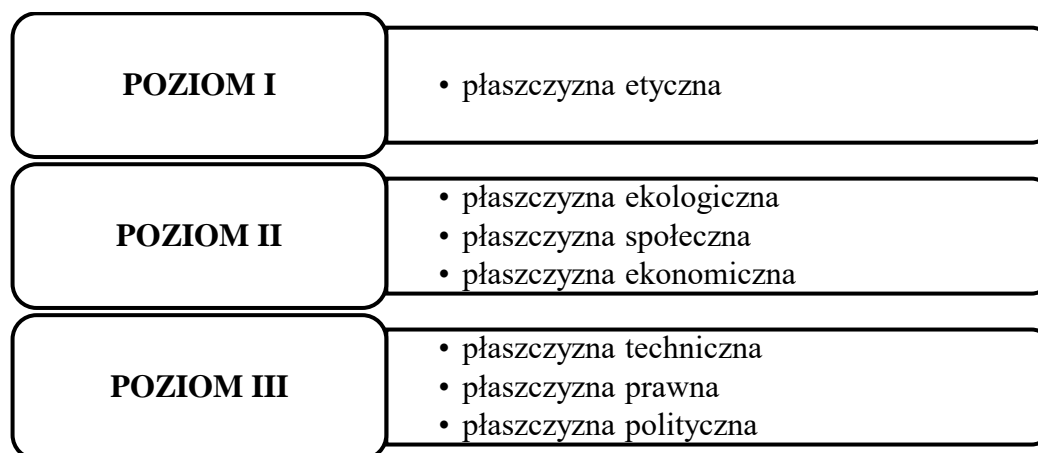 POZIOM I
• płaszczyzna etyczna
POZIOM II
• płaszczyzna ekologiczna
• płaszczyzna społeczna
• płaszczyzna ekonomiczna
POZIOM III
• płaszczyzna techniczna
• płaszczyzna prawna
• płaszczyzna polityczna